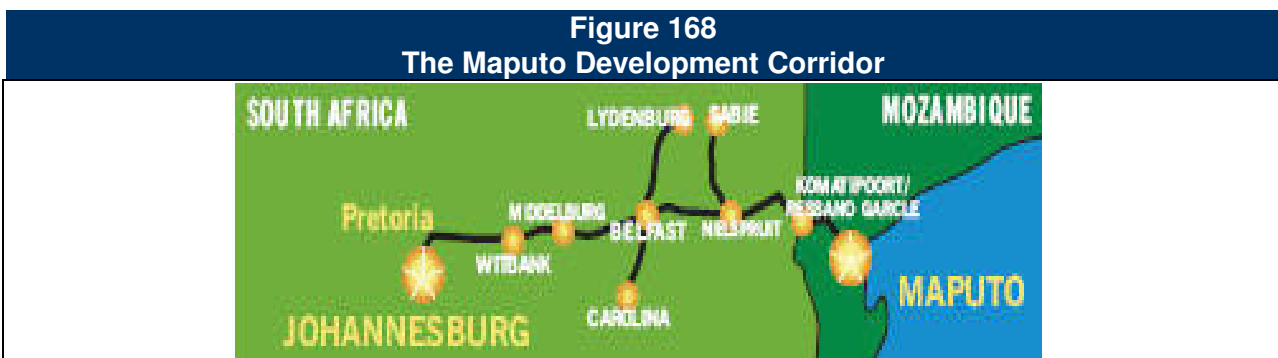 Figure 168
The Maputo Development Corridor
SOUTH AFRICA
MOZAMBIQUE
LYDENBURG
SABIE
KOMATIPOORT/
RESSANO GARCLE
Pretoria
MIDDELBURG
BELFAST
NELSPRUIT
WITBANK
MAPUTO
CAROLINA
JOHANNESBURG